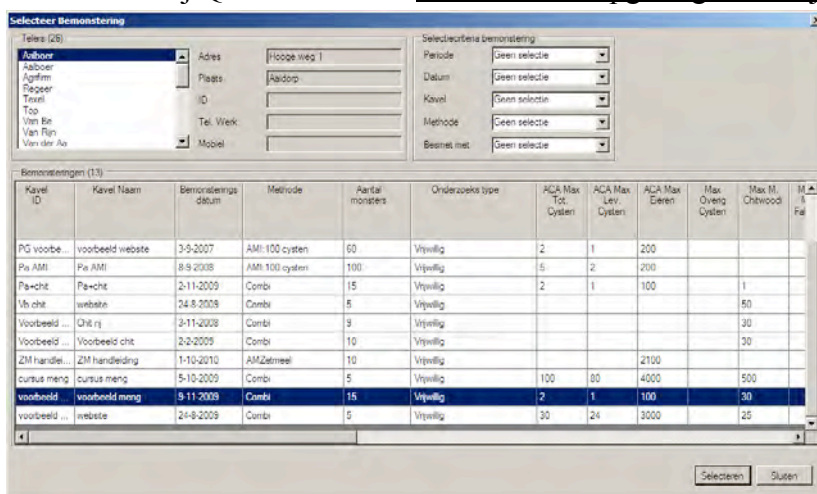 Selecteer Bemonstering
Telers (26)
Aalboer
Aalboer
Agrifirm
Regeer
Texel
Top
Van Be
Van Rijn
Van der Aa
Adres Hooge weg 1
Plaats Aaidorp
ID
Tel. Werk
Mobiel
Selectiecriteria bemonstering
Periode Geen selectie
Datum Geen selectie
Kavel Geen selectie
Methode Geen selectie
Besmet met Geen selectie
Bemonsteringen (13)
Kavel ID Kavel Naam Bemonsterings datum Methode Aantal monsters Onderzoeks type ACA Max Tot. Cysten ACA Max Lev. Cysten ACA Max Eieren Max Overig Cysten Max M. Chitwood
PG voorbe... voorbeeld website 3-9-2007 AMI:100 cysten 60 Vrijwillig 2 1 200
Pa AMI Pa AMI 8-9-2008 AMI:100 cysten 100 Vrijwillig 5 2 200
Pa+cht Pa+cht 2-11-2009 Combi 15 Vrijwillig 2 1 100 1
Vb cht website 24-8-2009 Combi 5 Vrijwillig 50
Voorbeeld ... Cht rij 3-11-2008 Combi 9 Vrijwillig 30
Voorbeeld ... Voorbeeld cht 2-2-2009 Combi 10 Vrijwillig 30
ZM handlei... ZM handleiding 1-10-2010 AMZetmeel 10 Vrijwillig 2100
cursus meng cursus meng 5-10-2009 Combi 5 Vrijwillig 100 80 4000 500
voorbeeld ... voorbeeld meng 9-11-2009 Combi 15 Vrijwillig 2 1 100 30
voorbeeld ... website 24-8-2009 Combi 5 Vrijwillig 30 24 3000 25
Selecteren Sluiten